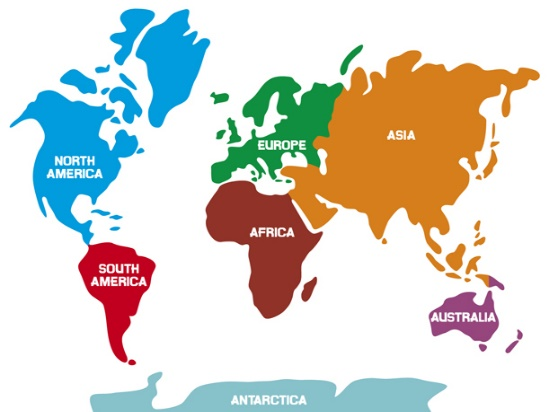 NORTH
AMERICA
EUROPE
ASIA
AFRICA
SOUTH
AMERICA
AUSTRALIA
ANTARCTICA